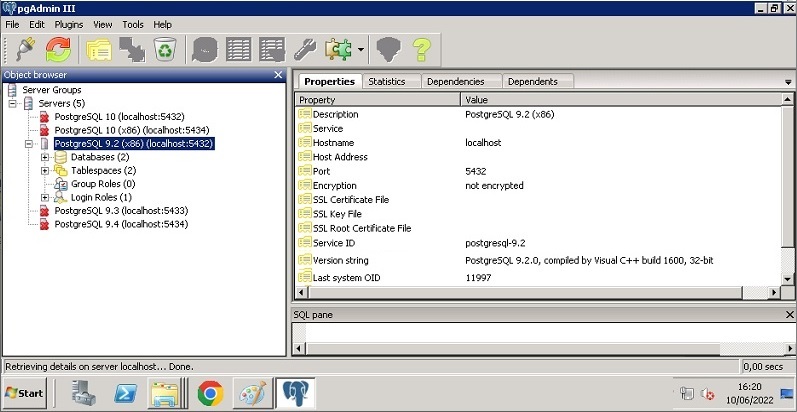 pgAdmin III
File Edit Plugins View Tools Help
Object browser
Server Groups
Servers (5)
PostgreSQL 10 (localhost:5432)
PostgreSQL 10 (x86) (localhost:5434)
PostgreSQL 9.2 (x86) (localhost:5432)
Databases (2)
Tablespaces (2)
Group Roles (0)
Login Roles (1)
PostgreSQL 9.3 (localhost:5433)
PostgreSQL 9.4 (localhost:5434)
Properties Statistics Dependencies Dependents
Property Value
Description PostgreSQL 9.2 (x86)
Service
Hostname localhost
Host Address
Port 5432
Encryption not encrypted
SSL Certificate File
SSL Key File
SSL Root Certificate File
Service ID postgresql-9.2
Version string PostgreSQL 9.2.0, compiled by Visual C++ build 1600, 32-bit
Last system OID 11997
SQL pane
Retrieving details on server localhost... Done. 0,00 secs
Start
16:20
10/06/2022